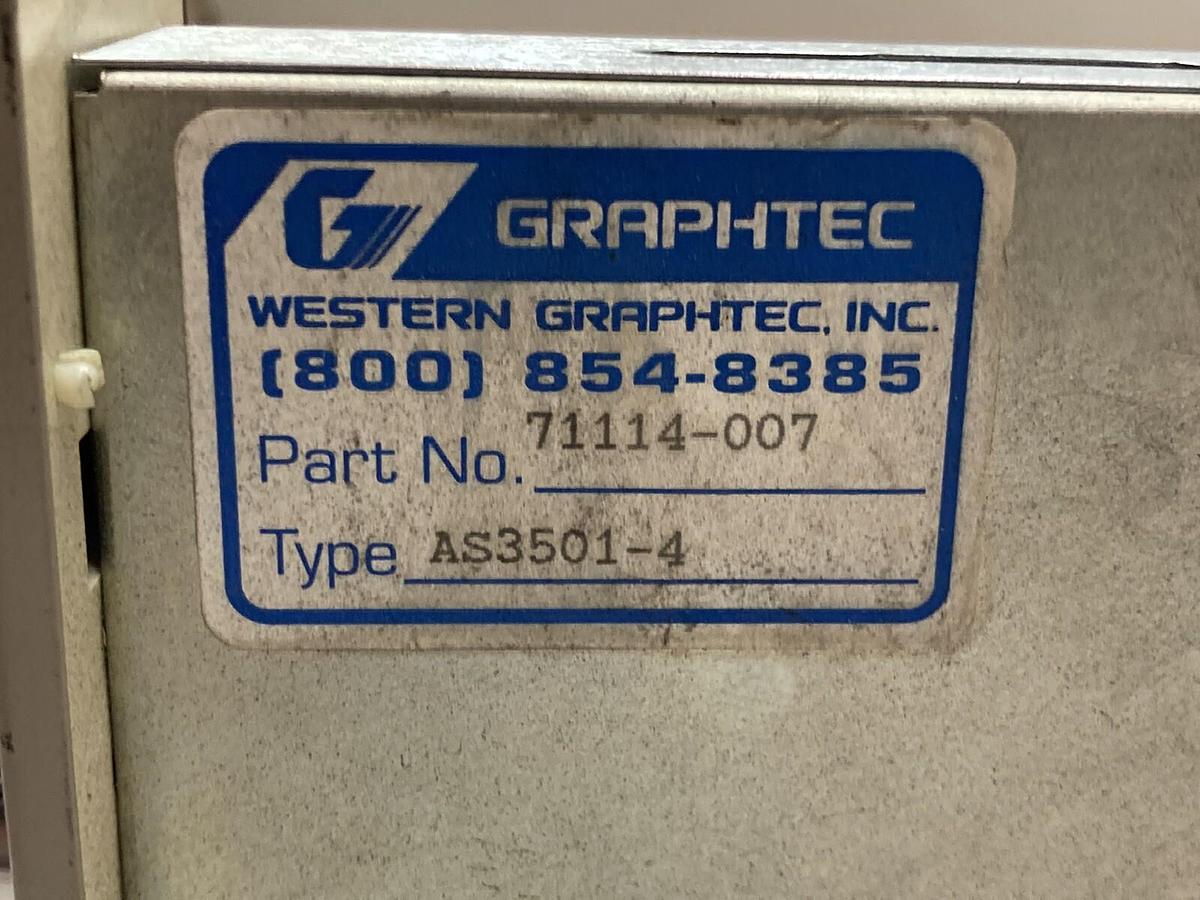 G GRAPHTEC
WESTERN GRAPHTEC, INC.
(800) 854-8385
Part No. 71114-007
Type AS3501-4